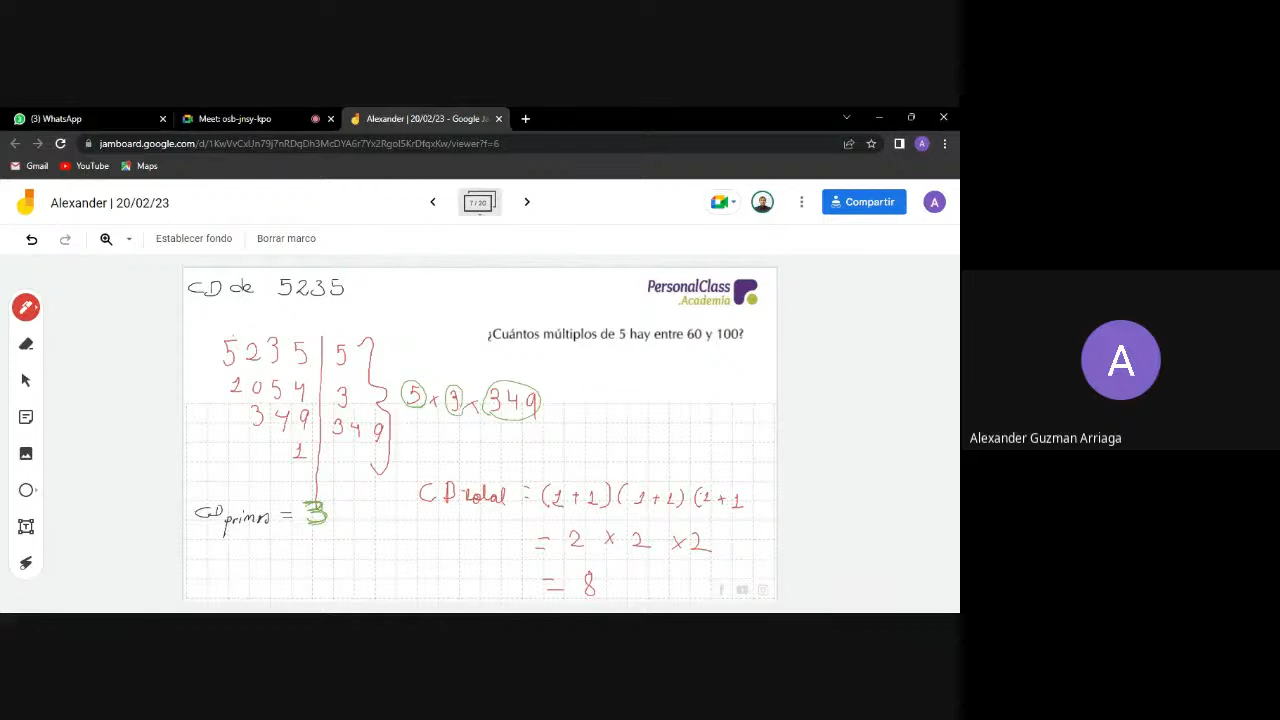 (3) WhatsApp
Meet: osb-jnsy-kpo
Alexander | 20/02/23 - Google Ja
jamboard.google.com/d/1KwVvCxUn79j7nRDqDh3McDYA6r7Yx2RgoI5KrDfqxKw/viewer?f=6
A
Gmail
YouTube
Maps
Alexander | 20/02/23
7 / 20
Compartir
A
Establecer fondo
Borrar marco
CD de 5235
PersonalClass
.Academia
¿Cuántos múltiplos de 5 hay entre 60 y 100?
5235 | 5
1054 | 3
349 | 349
1
5 x 3 x 349
CD total = (1+1)(1+1)(1+1
= 2 x 2 x 2
= 8
CD primos = 3
A
Alexander Guzman Arriaga